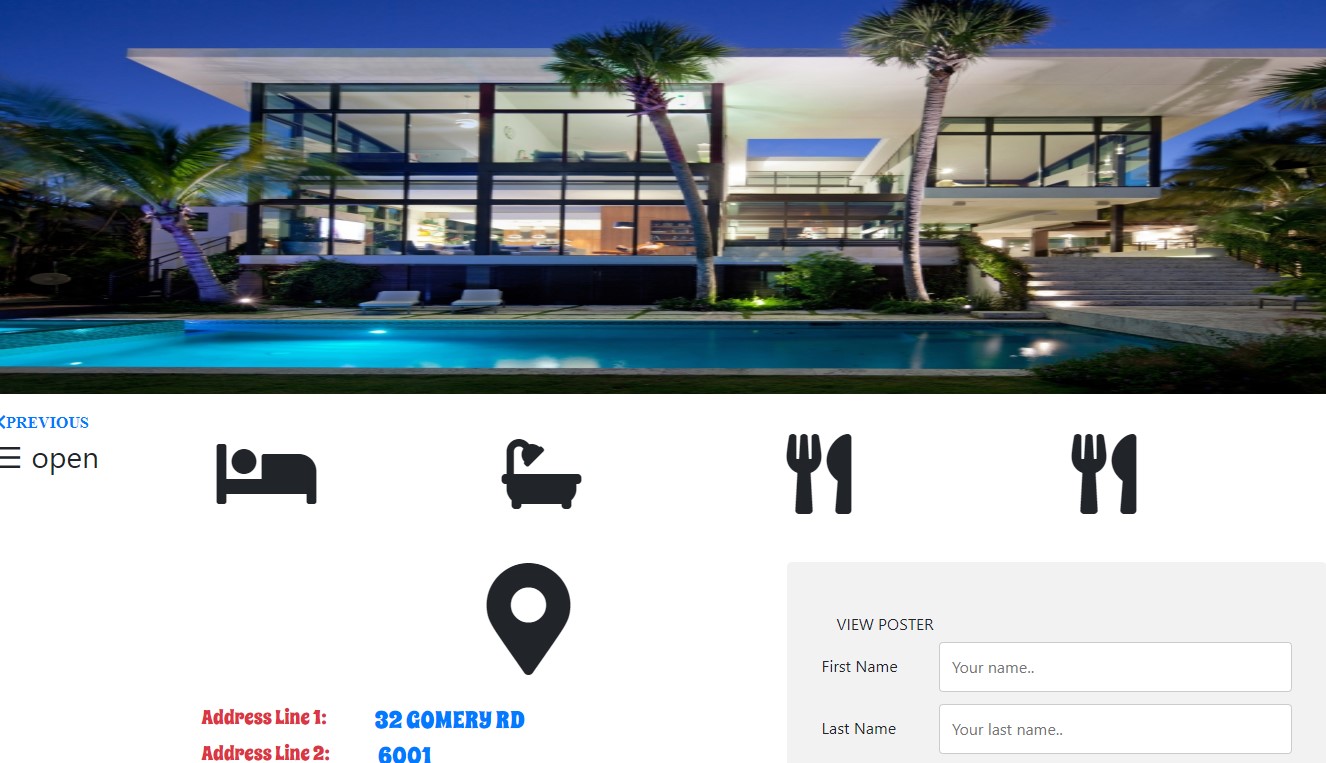 PREVIOUS
☰ open
VIEW POSTER
First Name
Your name..
Last Name
Your last name..
Address Line 1: 32 GOMERY RD
Address Line 2: 6001